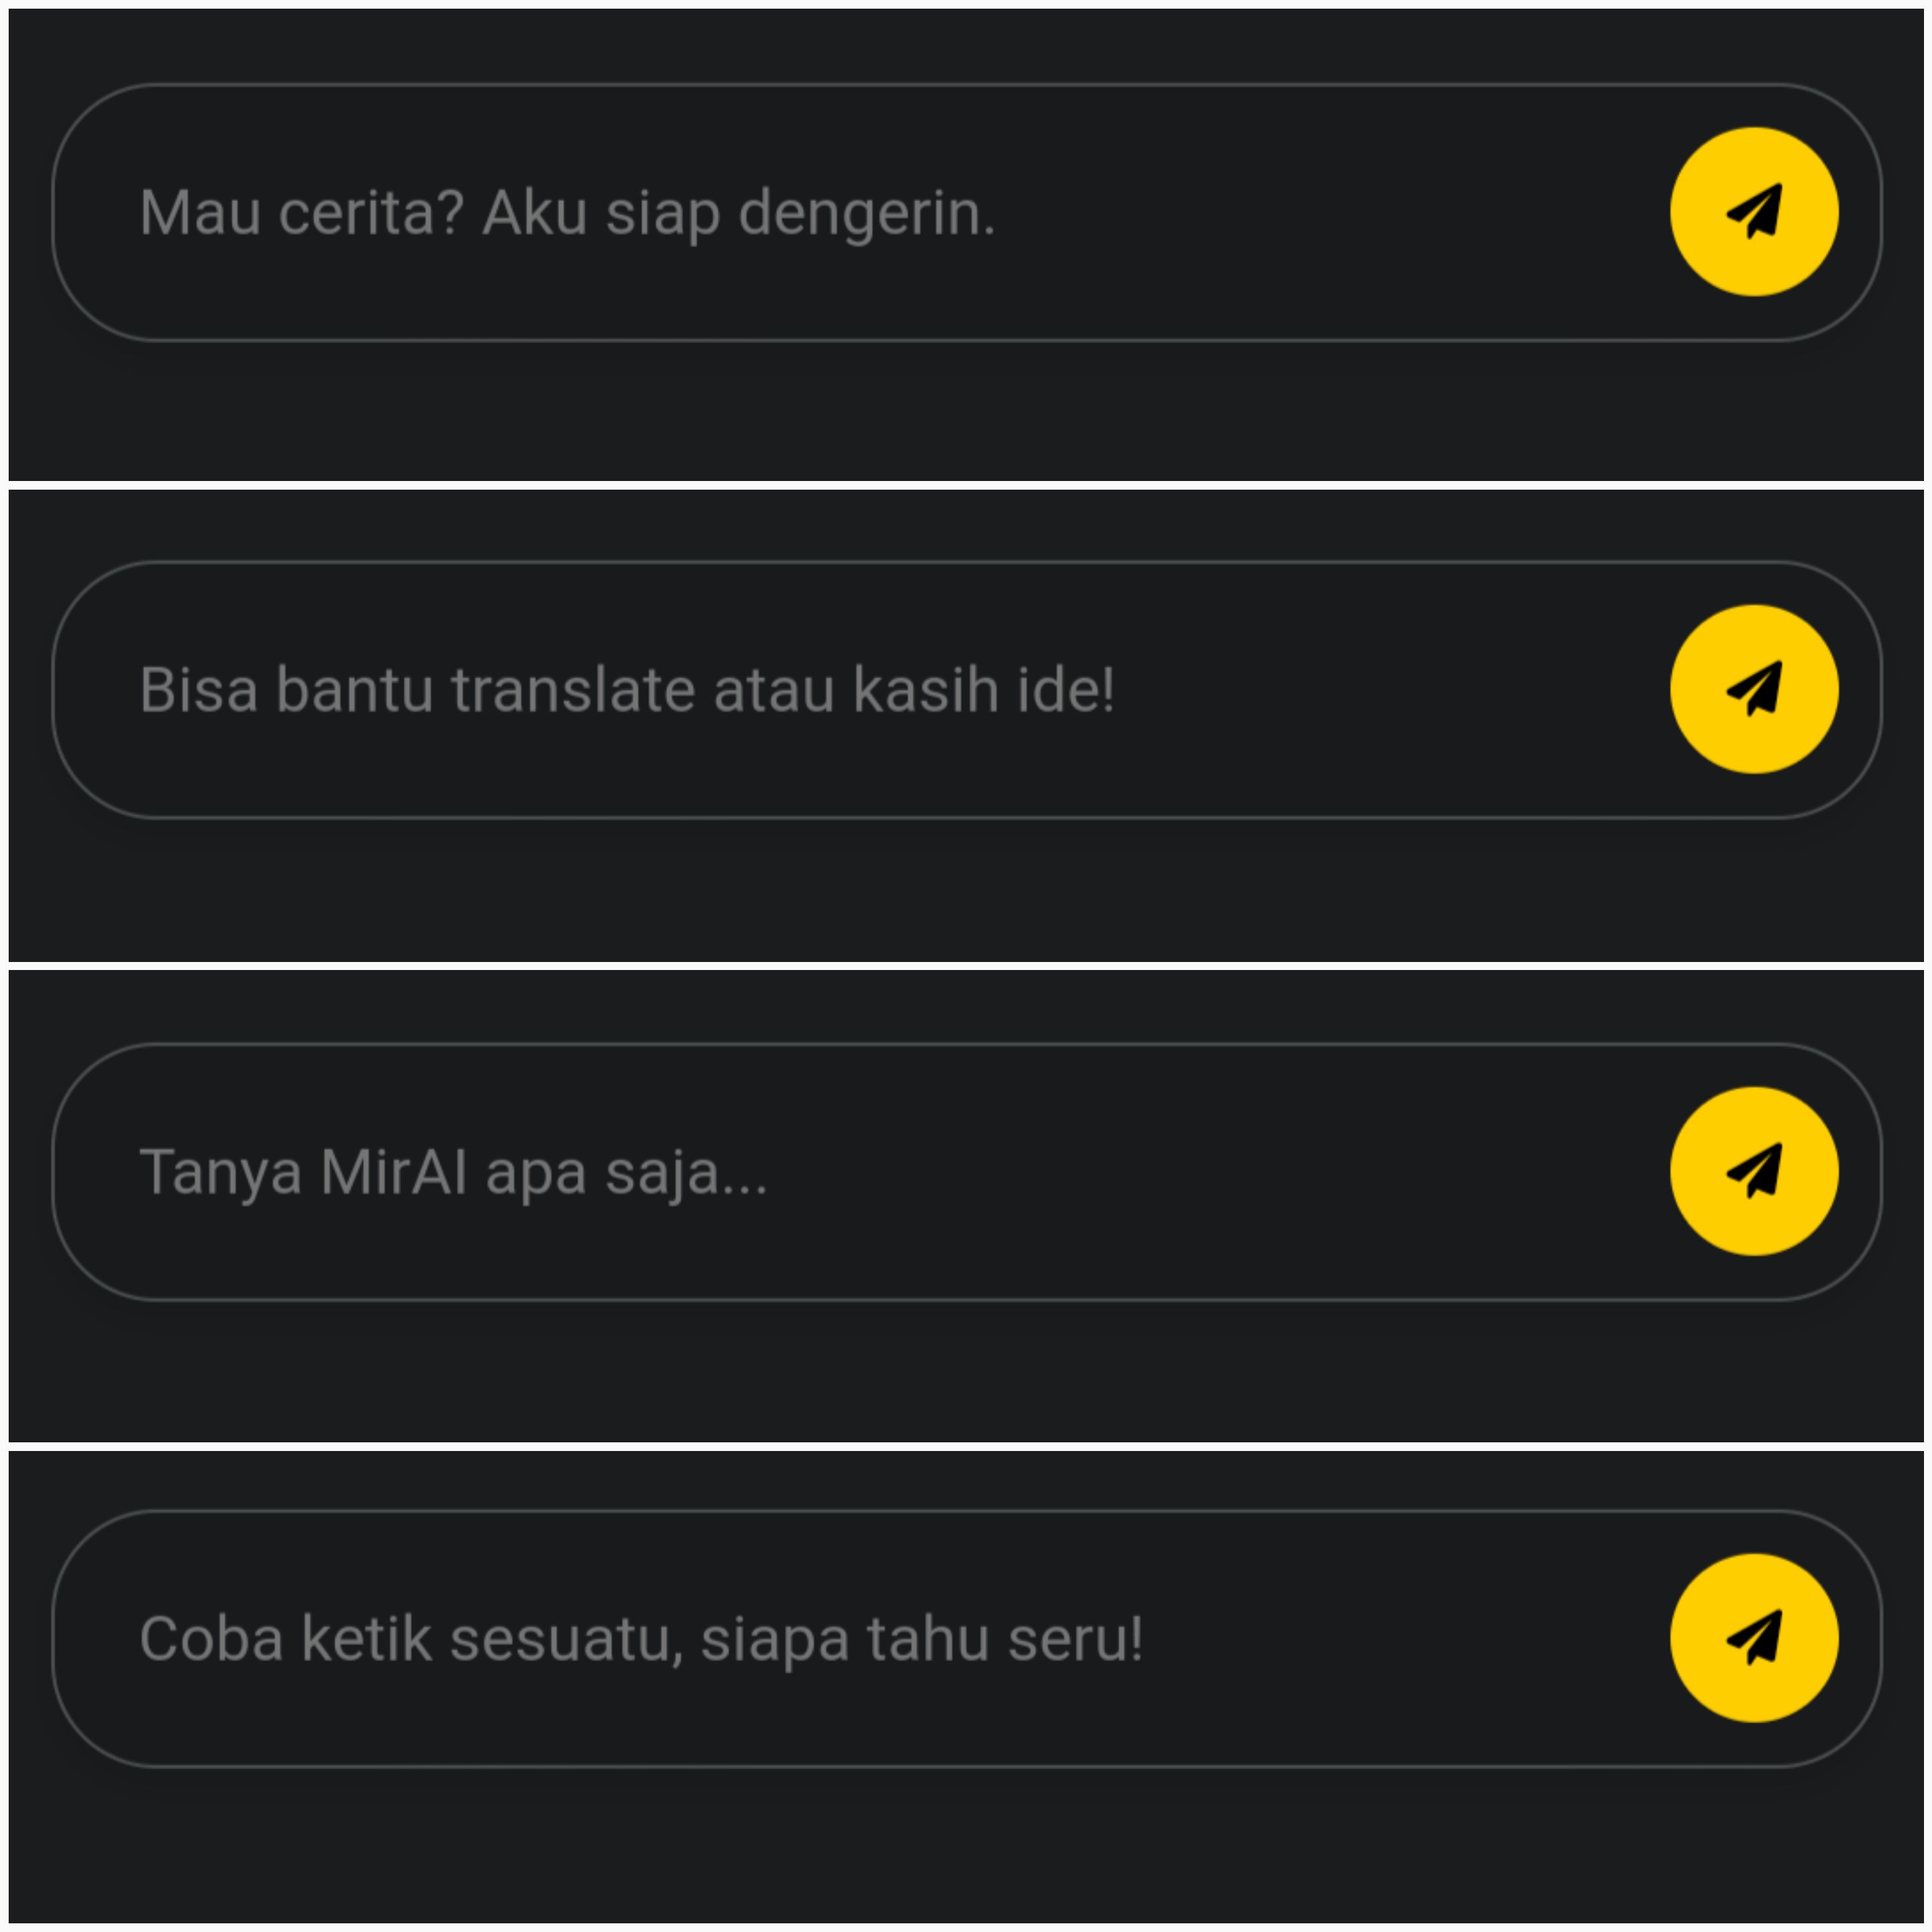 Mau cerita? Aku siap dengerin.
Bisa bantu translate atau kasih ide!
Tanya MirAI apa saja...
Coba ketik sesuatu, siapa tahu seru!